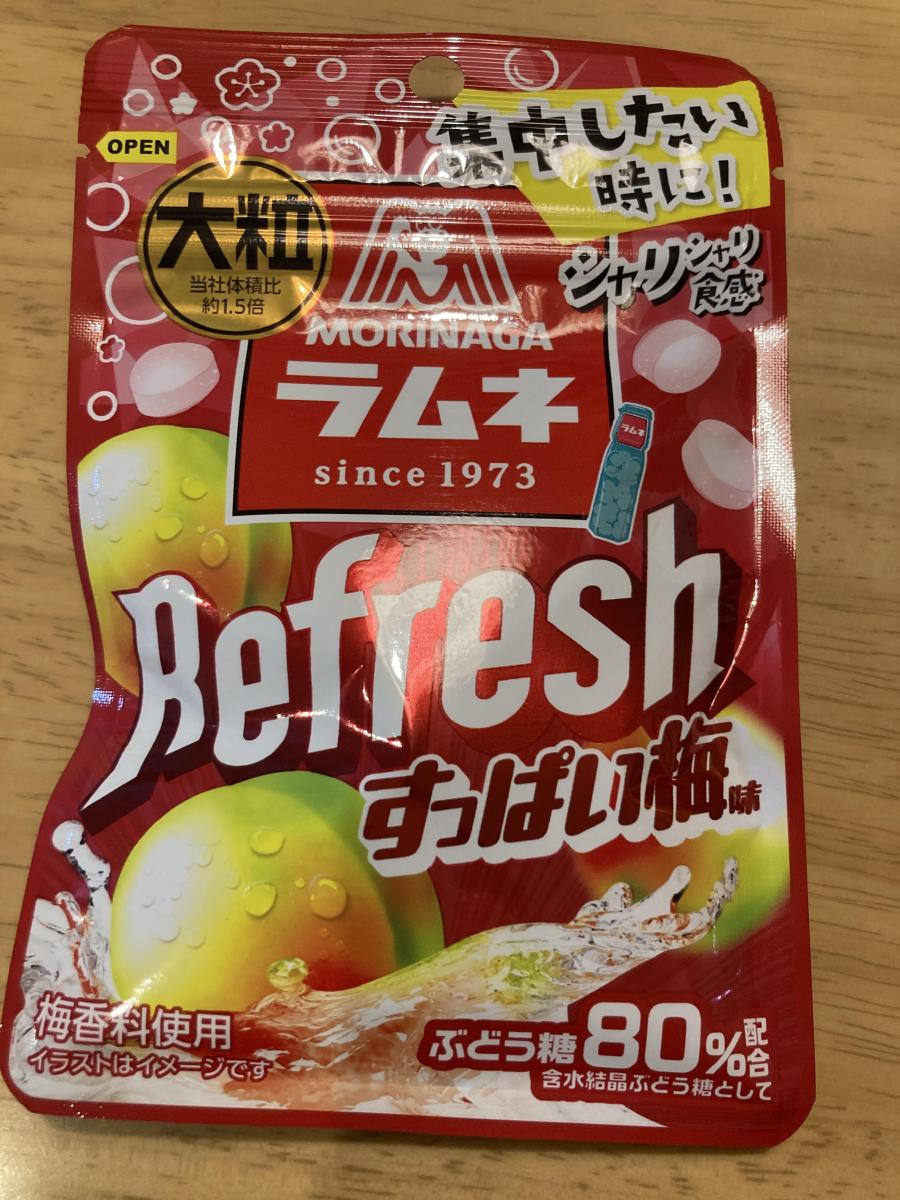 OPEN
集中したい
時に!
大粒
当社体積比
約1.5倍
シャリシャリ
食感
MORINAGA
ラムネ
since 1973
ラムネ
Refresh
すっぱい梅味
梅香料使用
イラストはイメージです
ぶどう糖80%配合
含水結晶ぶどう糖として